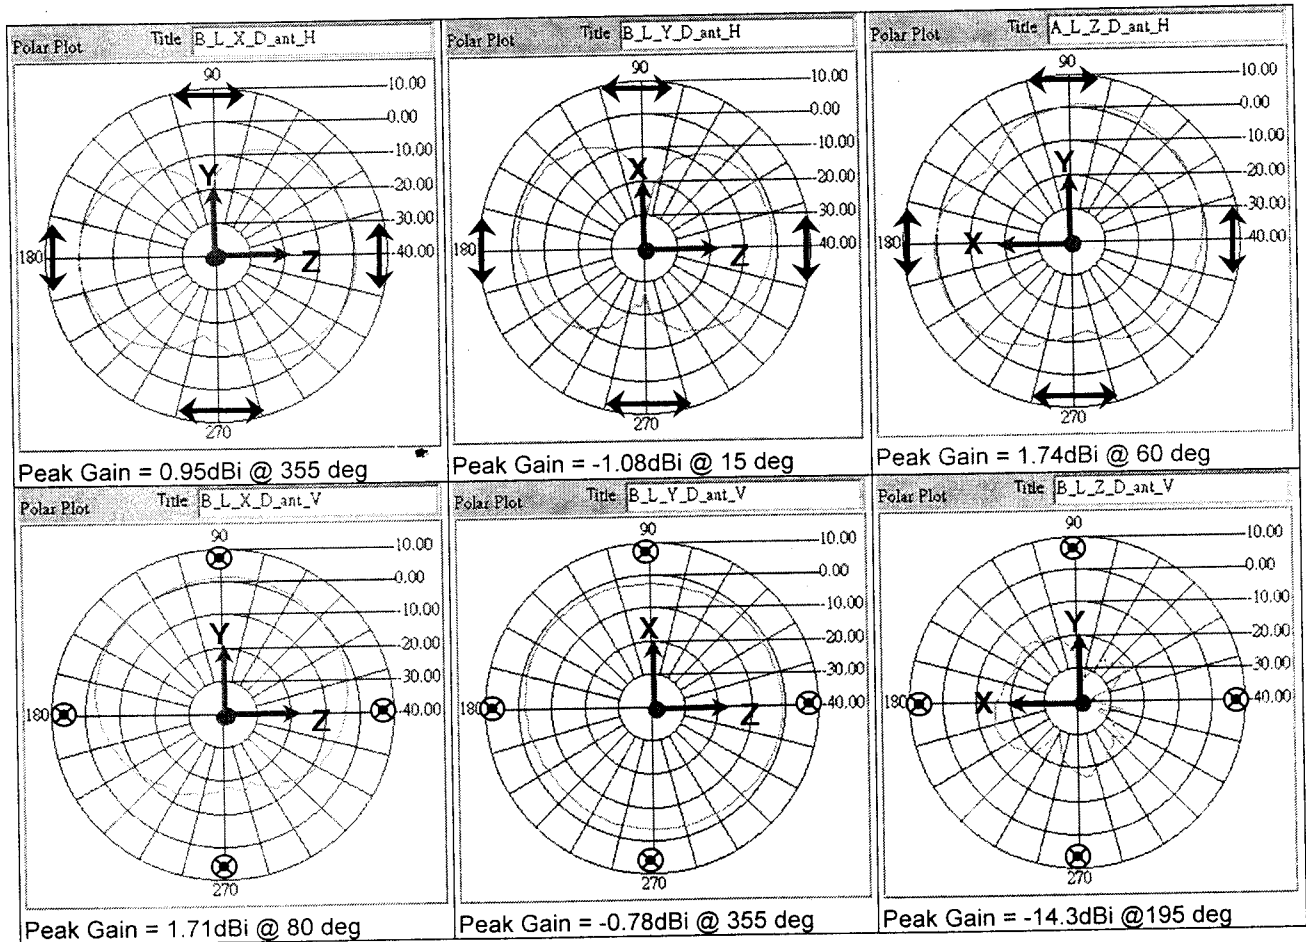 Polar Plot Title B_L_X_D_ant_H
90
10.00
0.00
-10.00
-20.00
-30.00
-40.00
180
270
Y
Z
Peak Gain = 0.95dBi @ 355 deg
Polar Plot Title B_L_Y_D_ant_H
90
10.00
0.00
-10.00
-20.00
-30.00
40.00
180
270
X
Z
Peak Gain = -1.08dBi @ 15 deg
Polar Plot Title A_L_Z_D_ant_H
90
10.00
0.00
-10.00
-20.00
-30.00
-40.00
180
270
Y
X
Peak Gain = 1.74dBi @ 60 deg
Polar Plot Title B_L_X_D_ant_V
90
10.00
0.00
-10.00
-20.00
-30.00
-40.00
180
270
Y
Z
Peak Gain = 1.71dBi @ 80 deg
Polar Plot Title B_L_Y_D_ant_V
90
10.00
0.00
-10.00
-20.00
-30.00
40.00
180
270
X
Z
Peak Gain = -0.78dBi @ 355 deg
Polar Plot Title B_L_Z_D_ant_V
90
10.00
0.00
-10.00
-20.00
-30.00
-40.00
180
270
Y
X
Peak Gain = -14.3dBi @195 deg